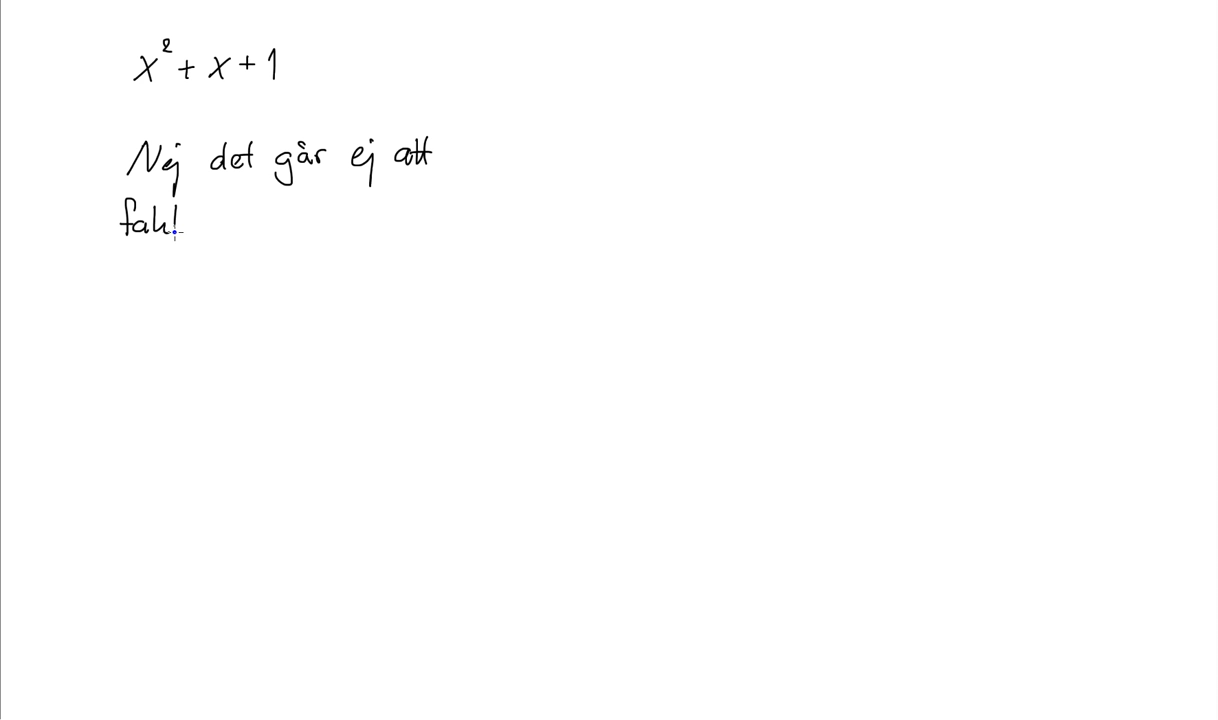 x² + x + 1
Nej det går ej att
fak!